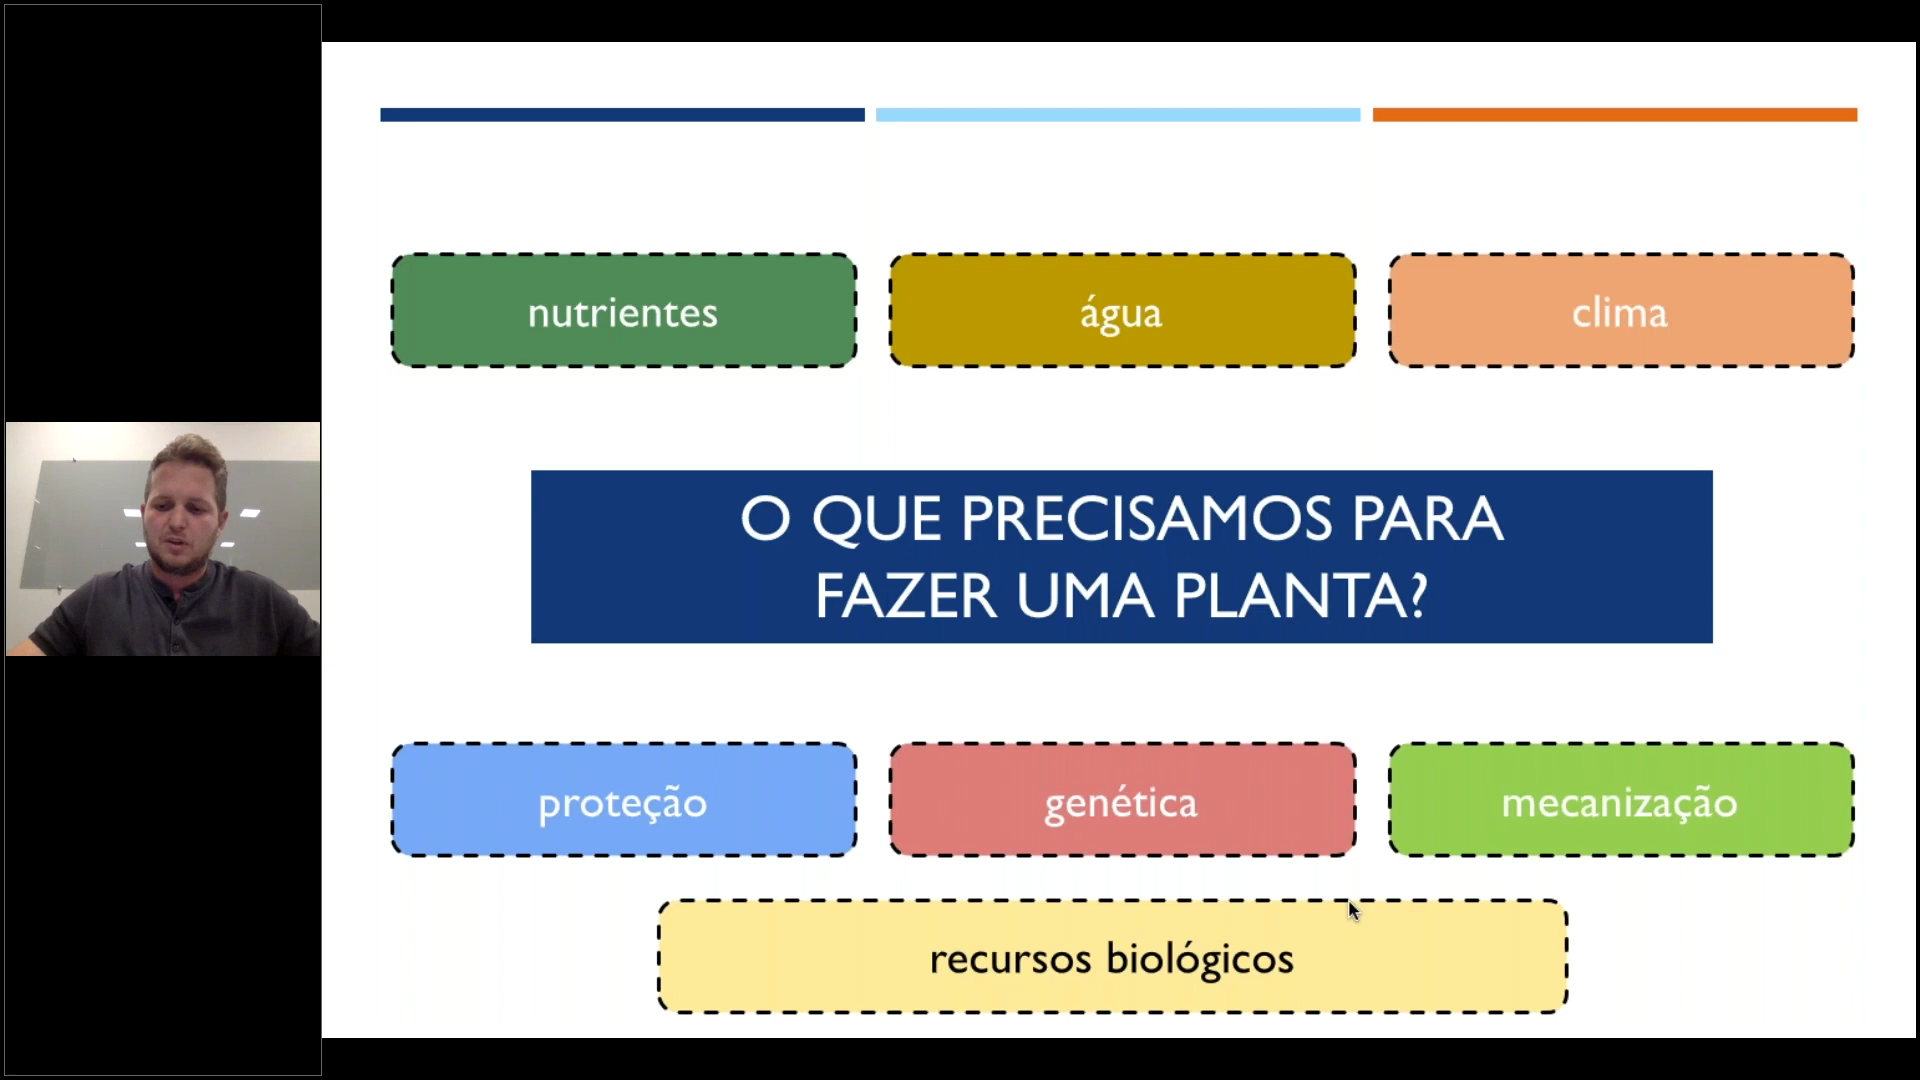 nutrientes
água
clima
O QUE PRECISAMOS PARA
FAZER UMA PLANTA?
proteção
genética
mecanização
recursos biológicos